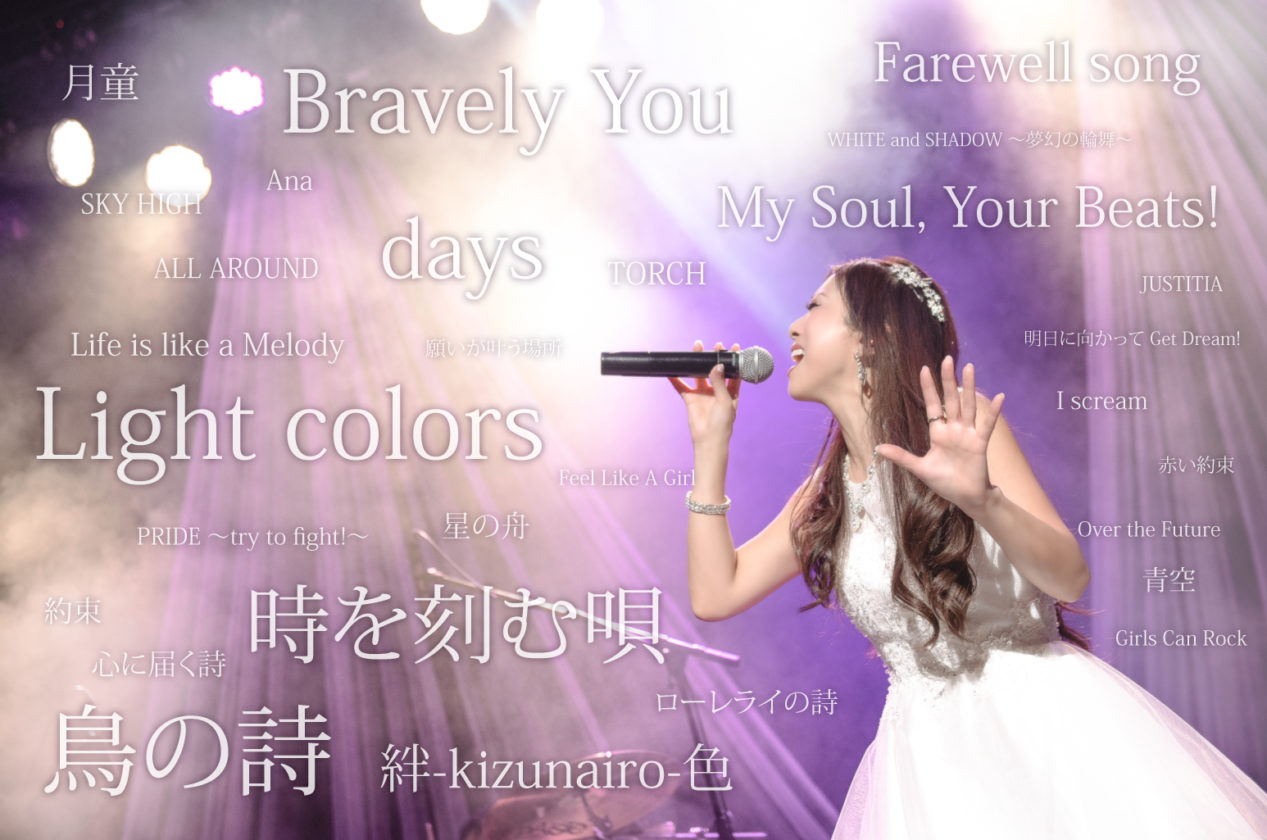 月童
Bravely You
Farewell song
WHITE and SHADOW ～夢幻の輪舞～
Ana
SKY HIGH
My Soul, Your Beats!
days
ALL AROUND
TORCH
JUSTITIA
Life is like a Melody
願いが叶う場所
明日に向かって Get Dream!
Light colors
I scream
赤い約束
Feel Like A Girl
PRIDE ～try to fight!～
星の舟
Over the Future
青空
約束
時を刻む唄
Girls Can Rock
心に届く詩
ローレライの詩
鳥の詩
絆-kizunairo-色